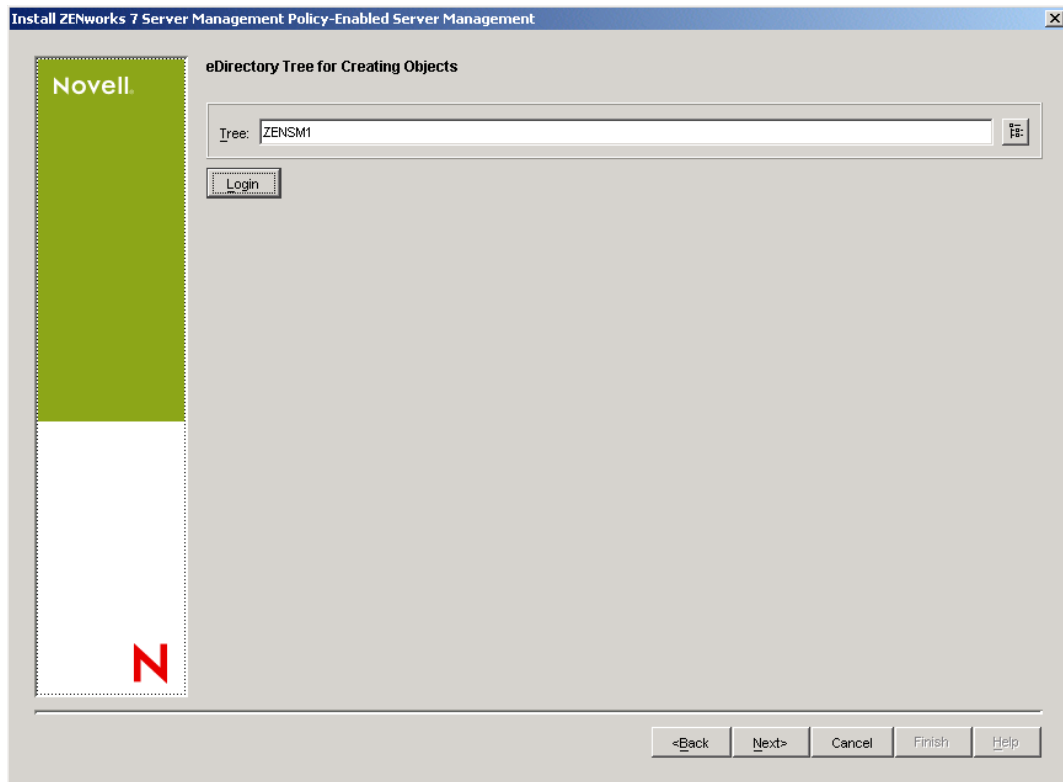 Install ZENworks 7 Server Management Policy-Enabled Server Management
Novell.
eDirectory Tree for Creating Objects
Tree: ZENSM1
Login
N
<Back Next> Cancel Finish Help